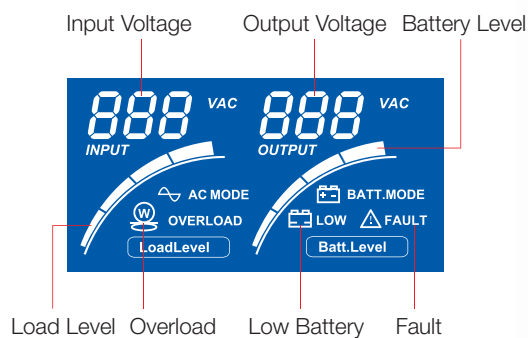 Input Voltage Output Voltage Battery Level
888 VAC 888 VAC
INPUT OUTPUT
AC MODE BATT.MODE
W OVERLOAD LOW FAULT
LoadLevel Batt.Level
Load Level Overload Low Battery Fault